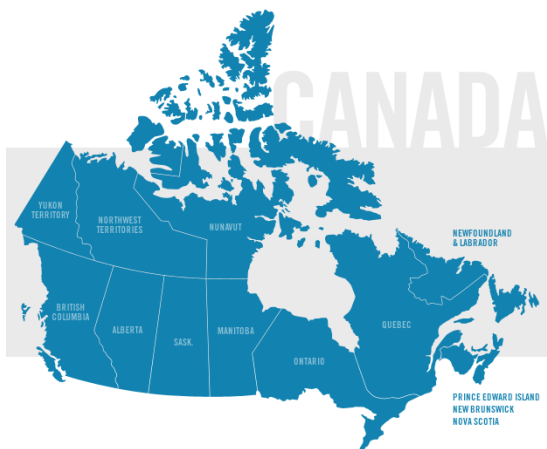 CANADA
YUKON
TERRITORY
NORTHWEST
TERRITORIES
NUNAVUT
NEWFOUNDLAND
& LABRADOR
BRITISH
COLUMBIA
ALBERTA
SASK.
MANITOBA
ONTARIO
QUEBEC
PRINCE EDWARD ISLAND
NEW BRUNSWICK
NOVA SCOTIA